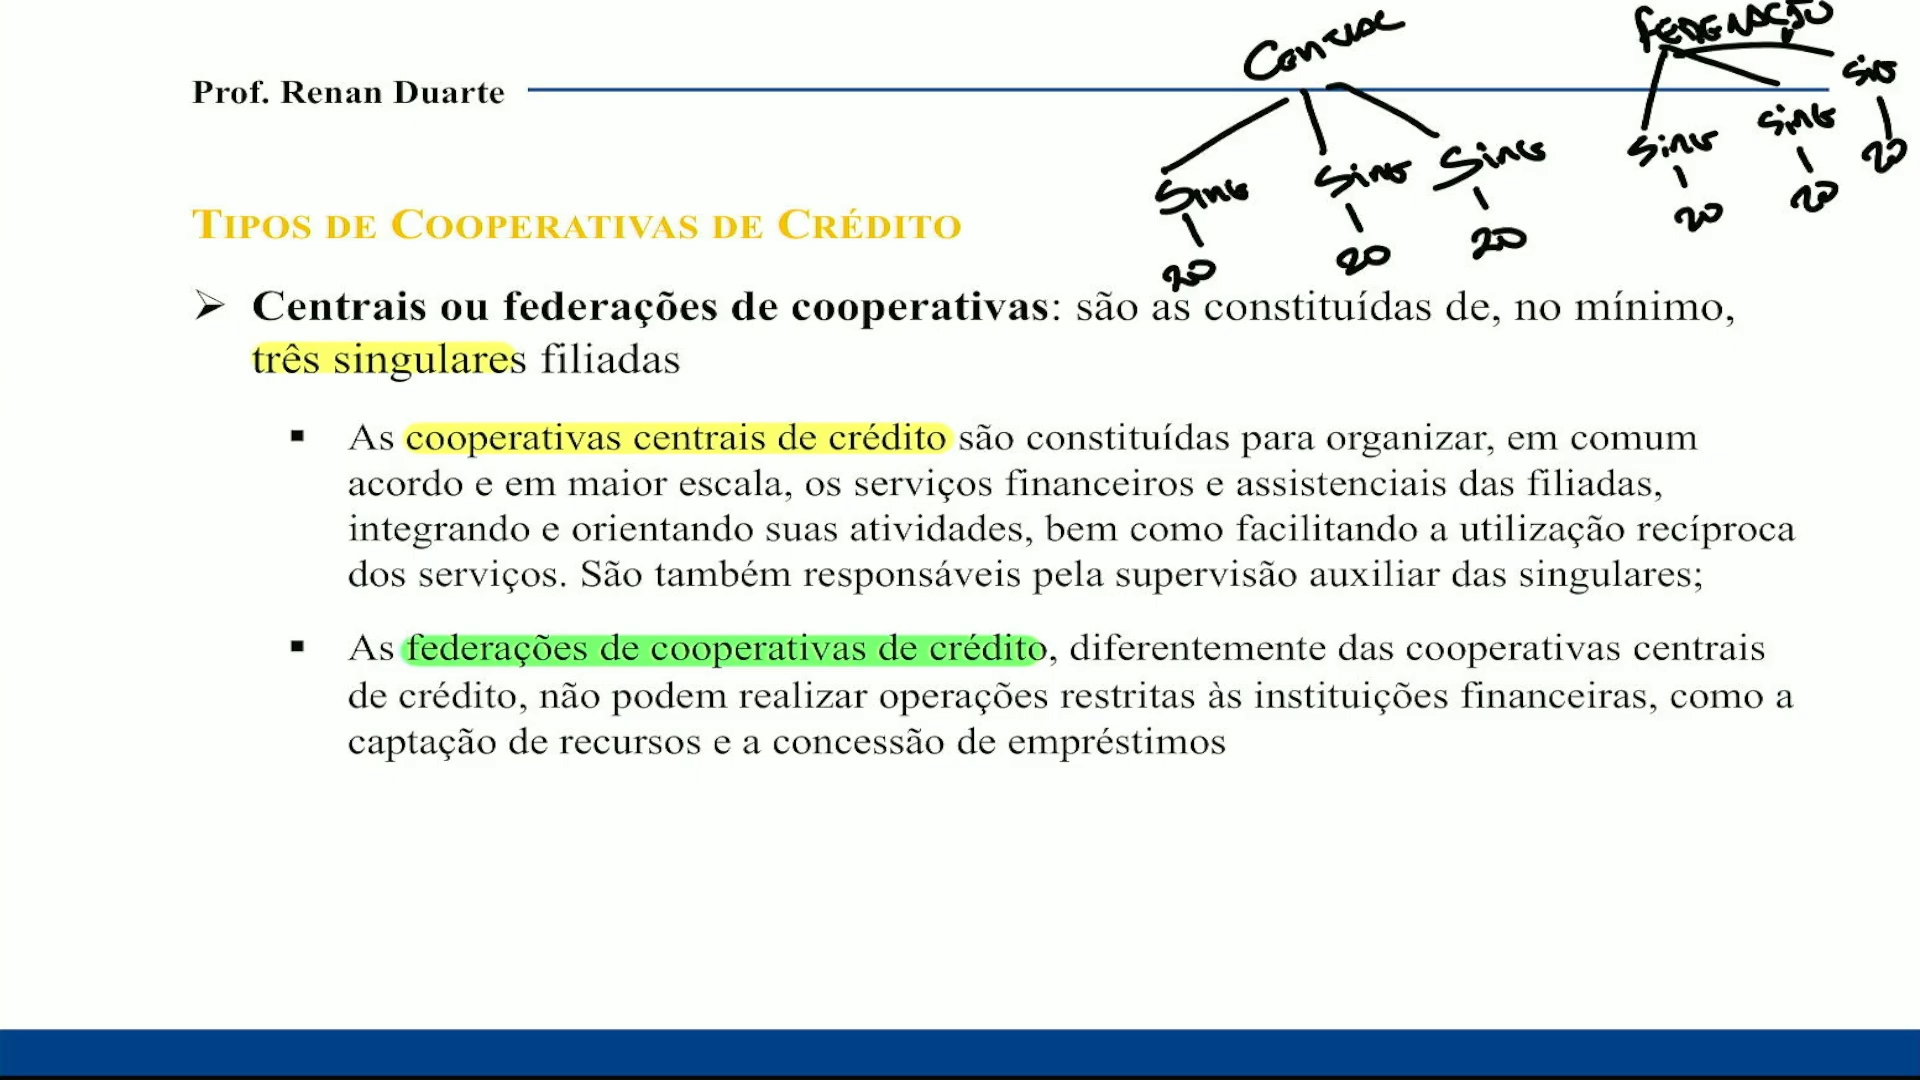 Central
Federação
Prof. Renan Duarte
Sing Sing Sing Sing Sing
20 20 20 20 20 20
TIPOS DE COOPERATIVAS DE CRÉDITO
➢ Centrais ou federações de cooperativas: são as constituídas de, no mínimo,
três singulares filiadas
▪ As cooperativas centrais de crédito são constituídas para organizar, em comum
acordo e em maior escala, os serviços financeiros e assistenciais das filiadas,
integrando e orientando suas atividades, bem como facilitando a utilização recíproca
dos serviços. São também responsáveis pela supervisão auxiliar das singulares;
▪ As federações de cooperativas de crédito, diferentemente das cooperativas centrais
de crédito, não podem realizar operações restritas às instituições financeiras, como a
captação de recursos e a concessão de empréstimos